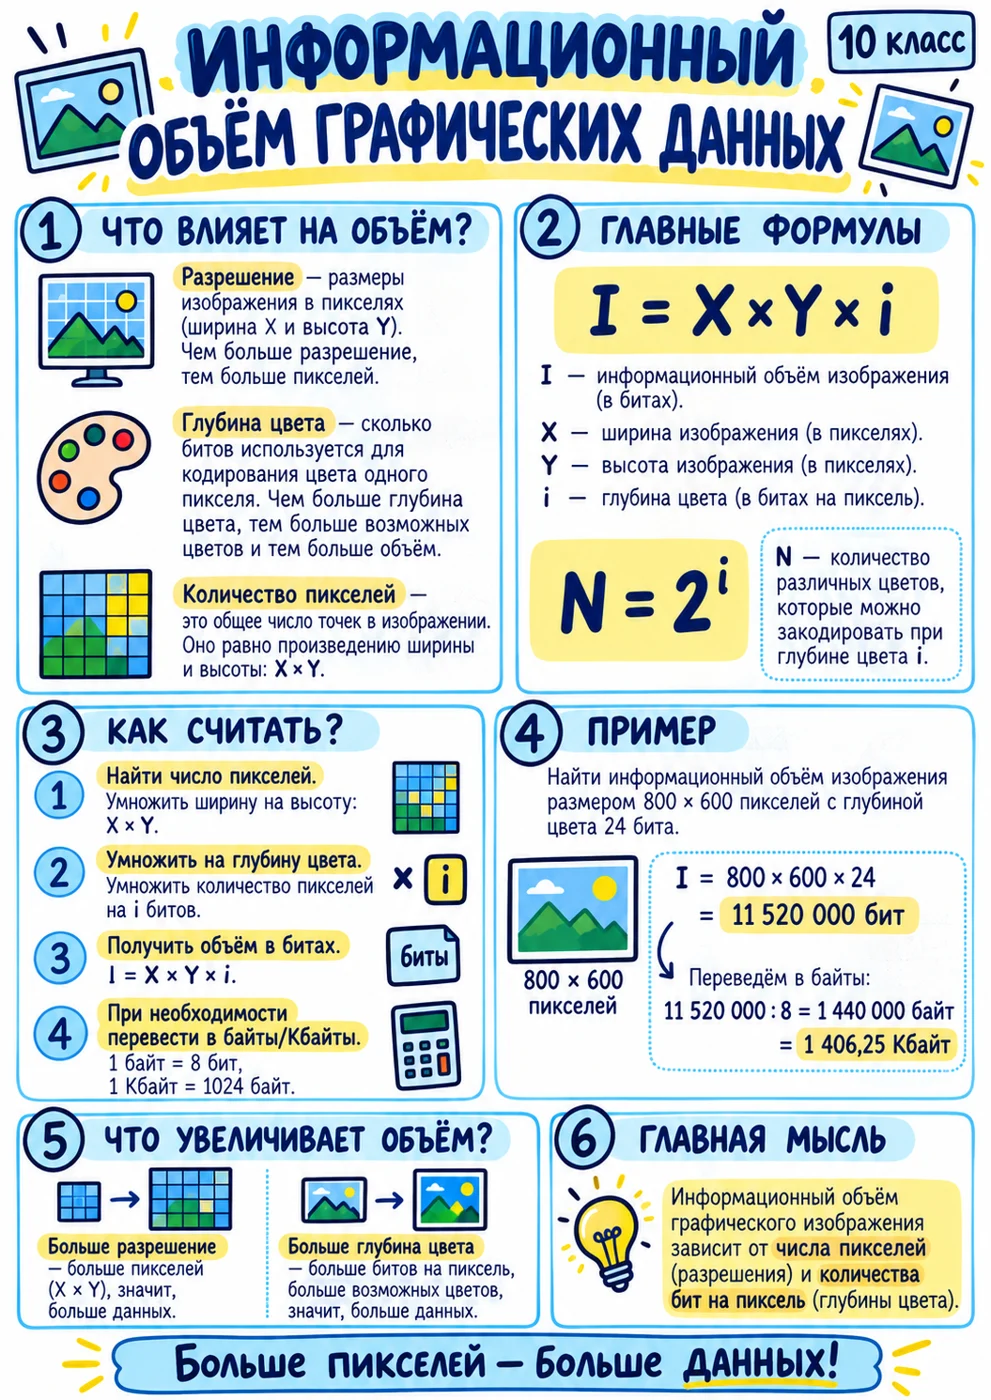 ИНФОРМАЦИОННЫЙ
ОБЪЁМ ГРАФИЧЕСКИХ ДАННЫХ
10 класс
1 ЧТО ВЛИЯЕТ НА ОБЪЁМ?
Разрешение — размеры
изображения в пикселях
(ширина X и высота Y).
Чем больше разрешение,
тем больше пикселей.
Глубина цвета — сколько
битов используется для
кодирования цвета одного
пикселя. Чем больше глубина
цвета, тем больше возможных
цветов и тем больше объём.
Количество пикселей —
это общее число точек в изображении.
Оно равно произведению ширины
и высоты: X × Y.
2 ГЛАВНЫЕ ФОРМУЛЫ
I = X × Y × i
I — информационный объём изображения
(в битах).
X — ширина изображения (в пикселях).
Y — высота изображения (в пикселях).
i — глубина цвета (в битах на пиксель).
N = 2^i
N — количество
различных цветов,
которые можно
закодировать при
глубине цвета i.
3 КАК СЧИТАТЬ?
1 Найти число пикселей.
Умножить ширину на высоту:
X × Y.
2 Умножить на глубину цвета.
Умножить количество пикселей
на i битов.
× i
3 Получить объём в битах.
I = X × Y × i.
биты
4 При необходимости
перевести в байты/Кбайты.
1 байт = 8 бит,
1 Кбайт = 1024 байт.
4 ПРИМЕР
Найти информационный объём изображения
размером 800 × 600 пикселей с глубиной
цвета 24 бита.
800 × 600
пикселей
I = 800 × 600 × 24
= 11 520 000 бит
Переведём в байты:
11 520 000 : 8 = 1 440 000 байт
= 1 406,25 Кбайт
5 ЧТО УВЕЛИЧИВАЕТ ОБЪЁМ?
Больше разрешение
— больше пикселей
(X × Y), значит,
больше данных.
Больше глубина цвета
— больше битов на пиксель,
больше возможных цветов,
значит, больше данных.
6 ГЛАВНАЯ МЫСЛЬ
Информационный объём
графического изображения
зависит от числа пикселей
(разрешения) и количества
бит на пиксель (глубины цвета).
Больше пикселей — больше данных!